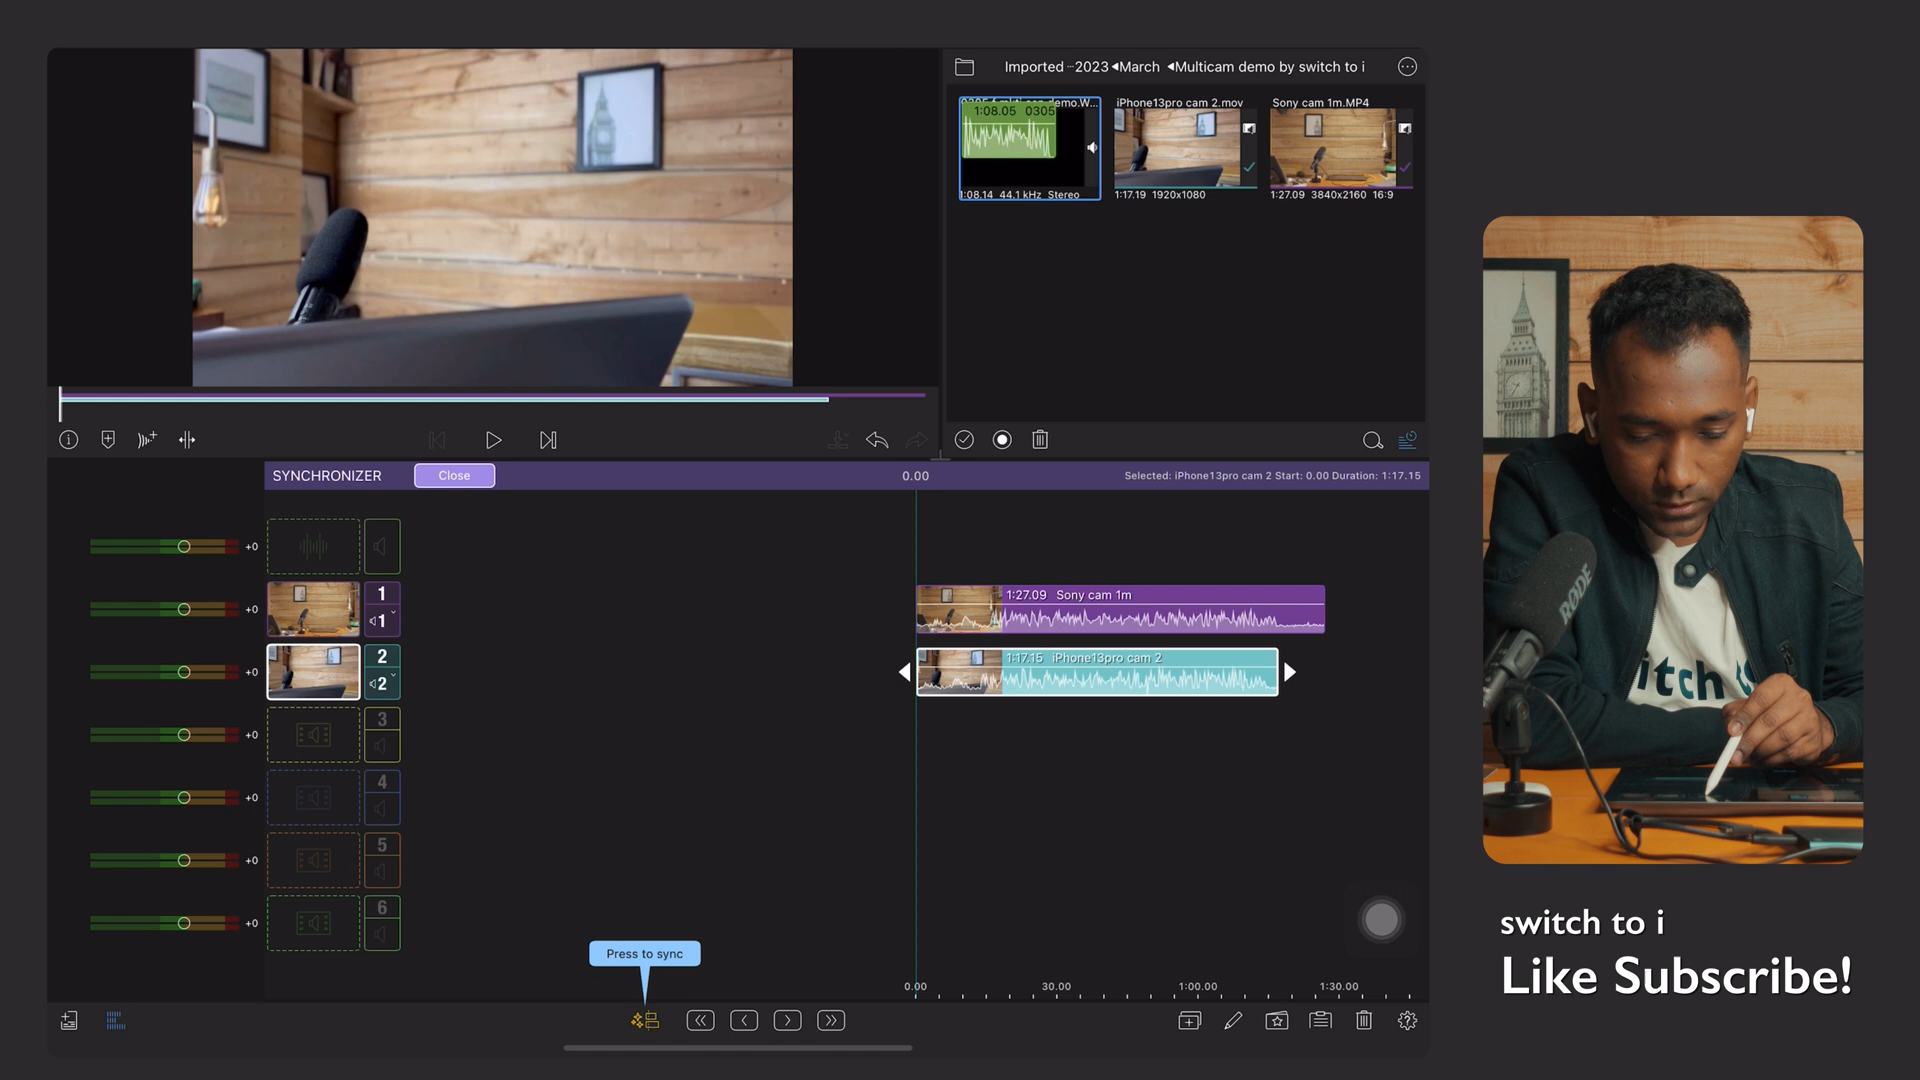 Imported ··2023 ◂March ◂Multicam demo by switch to i
iPhone13pro cam 2.mov
Sony cam 1m.MP4
1:08.05 0305
1:08.14 44.1 kHz Stereo
1:17.19 1920x1080
1:27.09 3840x2160 16:9
SYNCHRONIZER
Close
0.00
Selected: iPhone13pro cam 2 Start: 0.00 Duration: 1:17.15
+0
+0
1
1
1:27.09 Sony cam 1m
+0
2
2
1:17.15 iPhone13pro cam 2
+0
3
+0
4
+0
5
+0
6
Press to sync
0.00
30.00
1:00.00
1:30.00
RØDE
switch to i
Like Subscribe!